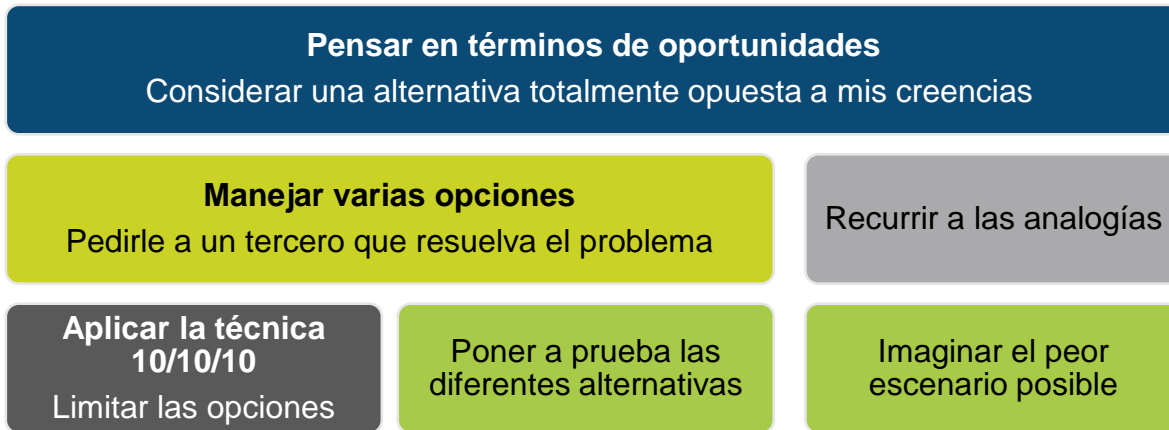 Pensar en términos de oportunidades
Considerar una alternativa totalmente opuesta a mis creencias
Manejar varias opciones
Pedirle a un tercero que resuelva el problema
Recurrir a las analogías
Aplicar la técnica
10/10/10
Limitar las opciones
Poner a prueba las
diferentes alternativas
Imaginar el peor
escenario posible